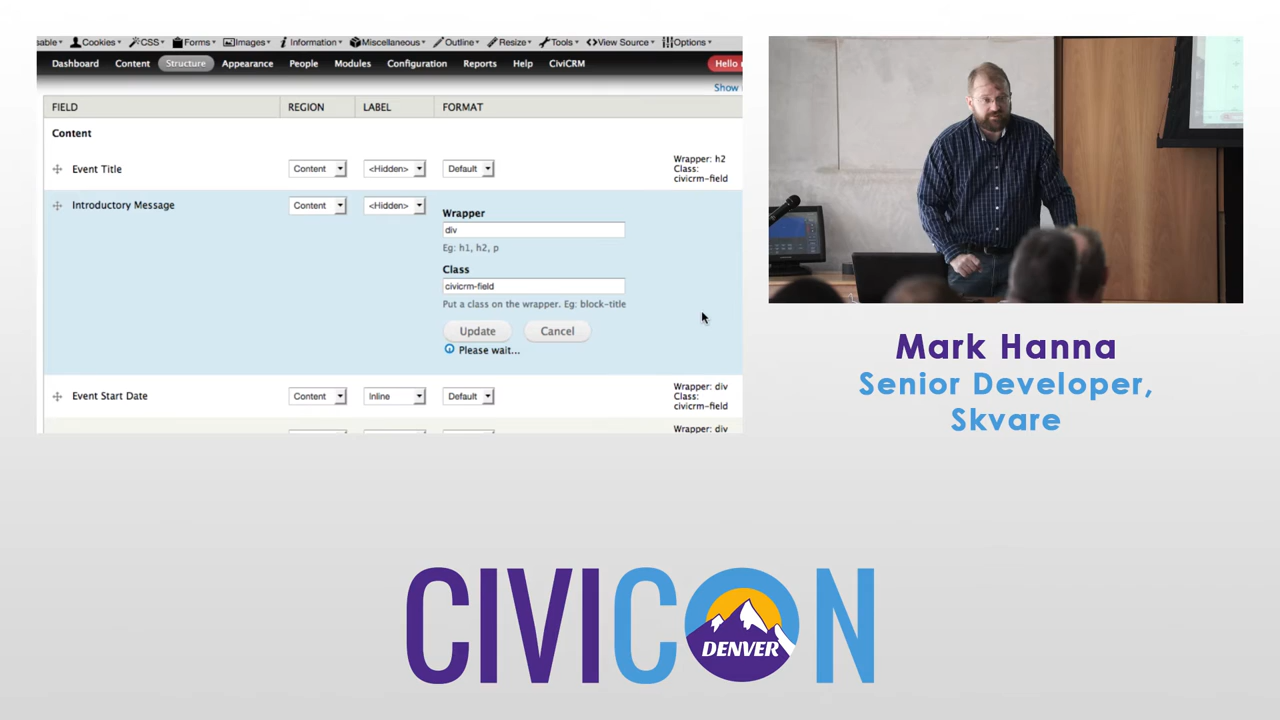 sable▾ Cookies▾ CSS▾ Forms▾ Images▾ Information▾ Miscellaneous▾ Outline▾ Resize▾ Tools▾ View Source▾ Options▾
Dashboard Content Structure Appearance People Modules Configuration Reports Help CiviCRM Hello
Show
FIELD REGION LABEL FORMAT
Content
Event Title Content <Hidden> Default
Wrapper: h2
Class:
civicrm-field
Introductory Message Content <Hidden>
Wrapper
div
Eg: h1, h2, p
Class
civicrm-field
Put a class on the wrapper. Eg: block-title
Update Cancel
Please wait...
Event Start Date Content Inline Default
Wrapper: div
Class:
civicrm-field
Wrapper: div
Mark Hanna
Senior Developer,
Skvare
CIVICON
DENVER